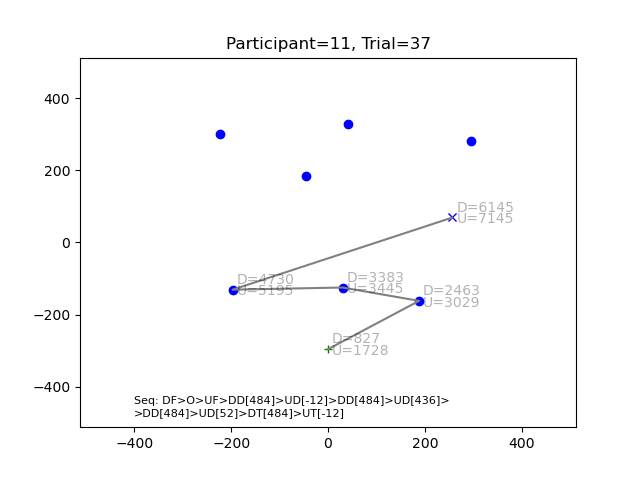 Participant=11, Trial=37
400
200
0
−200
−400
D=6145
U=7145
D=4730
U=5195
D=3383
U=3445
D=2463
U=3029
D=827
U=1728
Seq: DF>O>UF>DD[484]>UD[-12]>DD[484]>UD[436]>
>DD[484]>UD[52]>DT[484]>UT[-12]
−400 −200 0 200 400